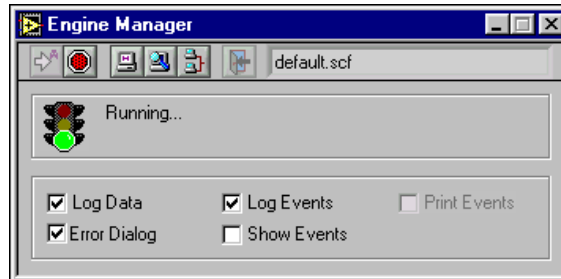 Engine Manager
default.scf
Running...
Log Data
Log Events
Print Events
Error Dialog
Show Events